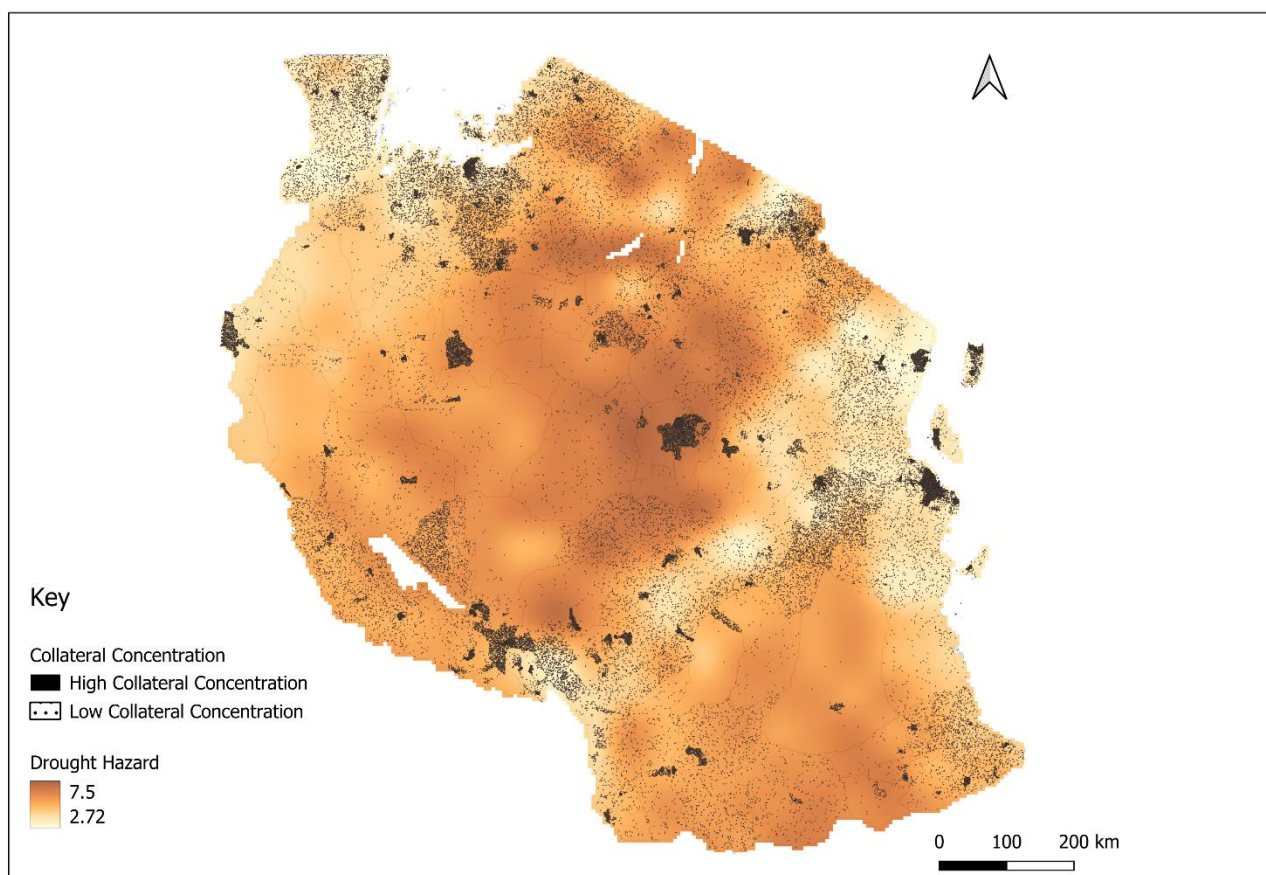 Key
Collateral Concentration
High Collateral Concentration
Low Collateral Concentration
Drought Hazard
7.5
2.72
0 100 200 km